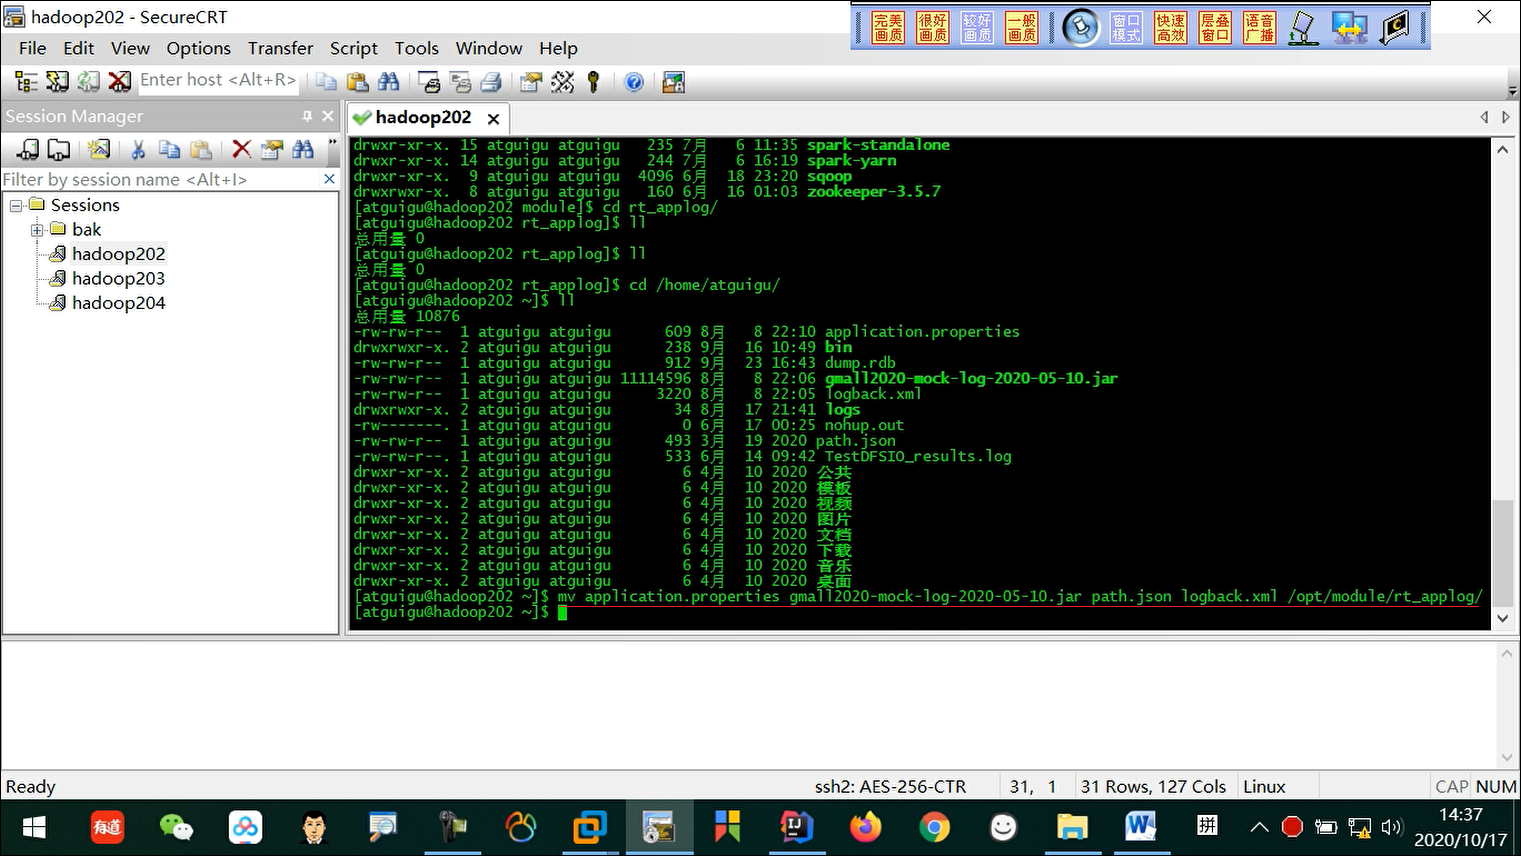 hadoop202 - SecureCRT
完美画质 很好画质 较好画质 一般画质 窗口模式 快速高效 层叠窗口 语音广播
File Edit View Options Transfer Script Tools Window Help
Enter host <Alt+R>
Session Manager
hadoop202
Filter by session name <Alt+I>
Sessions
bak
hadoop202
hadoop203
hadoop204
drwxr-xr-x. 15 atguigu atguigu 235 7月 6 11:35 spark-standalone
drwxr-xr-x. 14 atguigu atguigu 244 7月 6 16:19 spark-yarn
drwxr-xr-x. 9 atguigu atguigu 4096 6月 18 23:20 sqoop
drwxrwxr-x. 8 atguigu atguigu 160 6月 16 01:03 zookeeper-3.5.7
[atguigu@hadoop202 module]$ cd rt_applog/
[atguigu@hadoop202 rt_applog]$ ll
总用量 0
[atguigu@hadoop202 rt_applog]$ ll
总用量 0
[atguigu@hadoop202 rt_applog]$ cd /home/atguigu/
[atguigu@hadoop202 ~]$ ll
总用量 10876
-rw-rw-r-- 1 atguigu atguigu 609 8月 8 22:10 application.properties
drwxrwxr-x. 2 atguigu atguigu 238 9月 16 10:49 bin
-rw-rw-r-- 1 atguigu atguigu 912 9月 23 16:43 dump.rdb
-rw-rw-r-- 1 atguigu atguigu 11114596 8月 8 22:06 gmall2020-mock-log-2020-05-10.jar
-rw-rw-r-- 1 atguigu atguigu 3220 8月 8 22:05 logback.xml
drwxrwxr-x. 2 atguigu atguigu 34 8月 17 21:41 logs
-rw-------. 1 atguigu atguigu 0 6月 17 00:25 nohup.out
-rw-rw-r-- 1 atguigu atguigu 493 3月 19 2020 path.json
-rw-rw-r--. 1 atguigu atguigu 533 6月 14 09:42 TestDFSIO_results.log
drwxr-xr-x. 2 atguigu atguigu 6 4月 10 2020 公共
drwxr-xr-x. 2 atguigu atguigu 6 4月 10 2020 模板
drwxr-xr-x. 2 atguigu atguigu 6 4月 10 2020 视频
drwxr-xr-x. 2 atguigu atguigu 6 4月 10 2020 图片
drwxr-xr-x. 2 atguigu atguigu 6 4月 10 2020 文档
drwxr-xr-x. 2 atguigu atguigu 6 4月 10 2020 下载
drwxr-xr-x. 2 atguigu atguigu 6 4月 10 2020 音乐
drwxr-xr-x. 2 atguigu atguigu 6 4月 10 2020 桌面
[atguigu@hadoop202 ~]$ mv application.properties gmall2020-mock-log-2020-05-10.jar path.json logback.xml /opt/module/rt_applog/
[atguigu@hadoop202 ~]$
Ready ssh2: AES-256-CTR 31, 1 31 Rows, 127 Cols Linux CAP NUM
有道 拼 14:37
2020/10/17